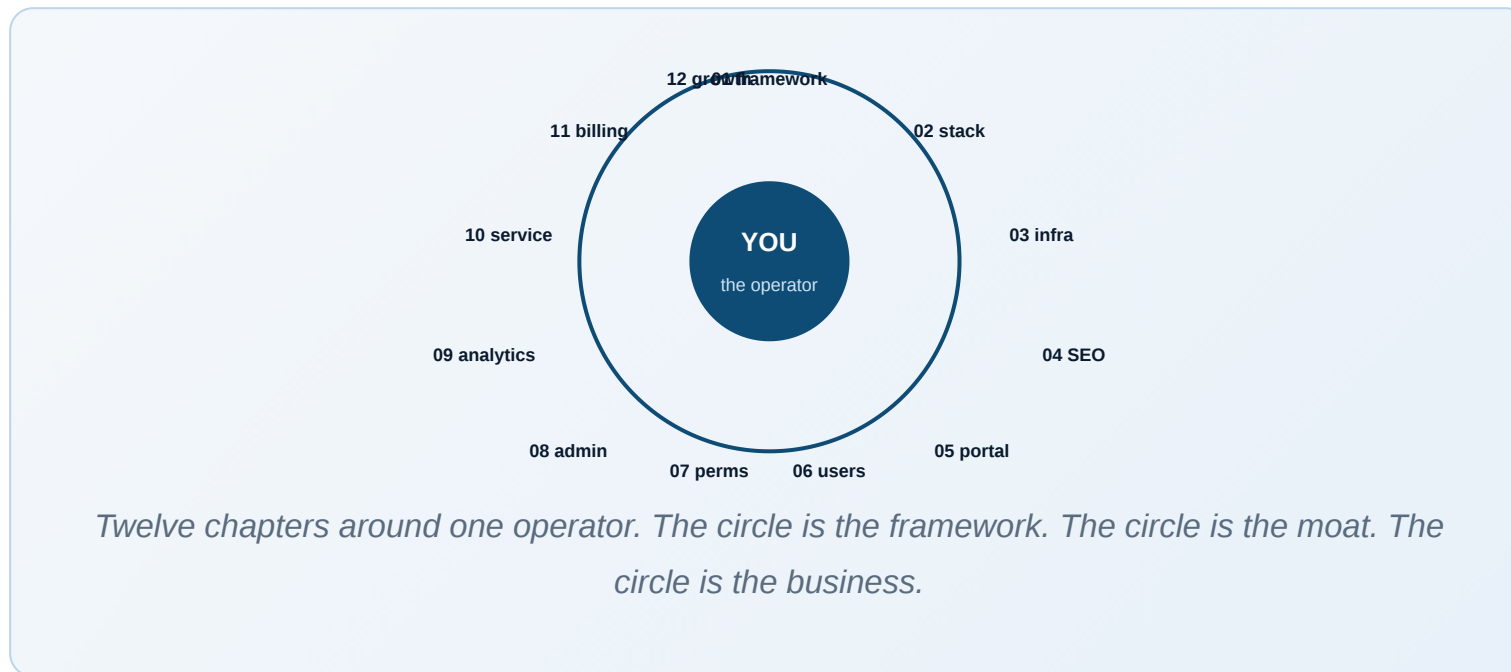 12 growth
01 framework
11 billing
02 stack
10 service
03 infra
YOU
the operator
09 analytics
04 SEO
08 admin
05 portal
07 perms
06 users
Twelve chapters around one operator. The circle is the framework. The circle is the moat. The
circle is the business.